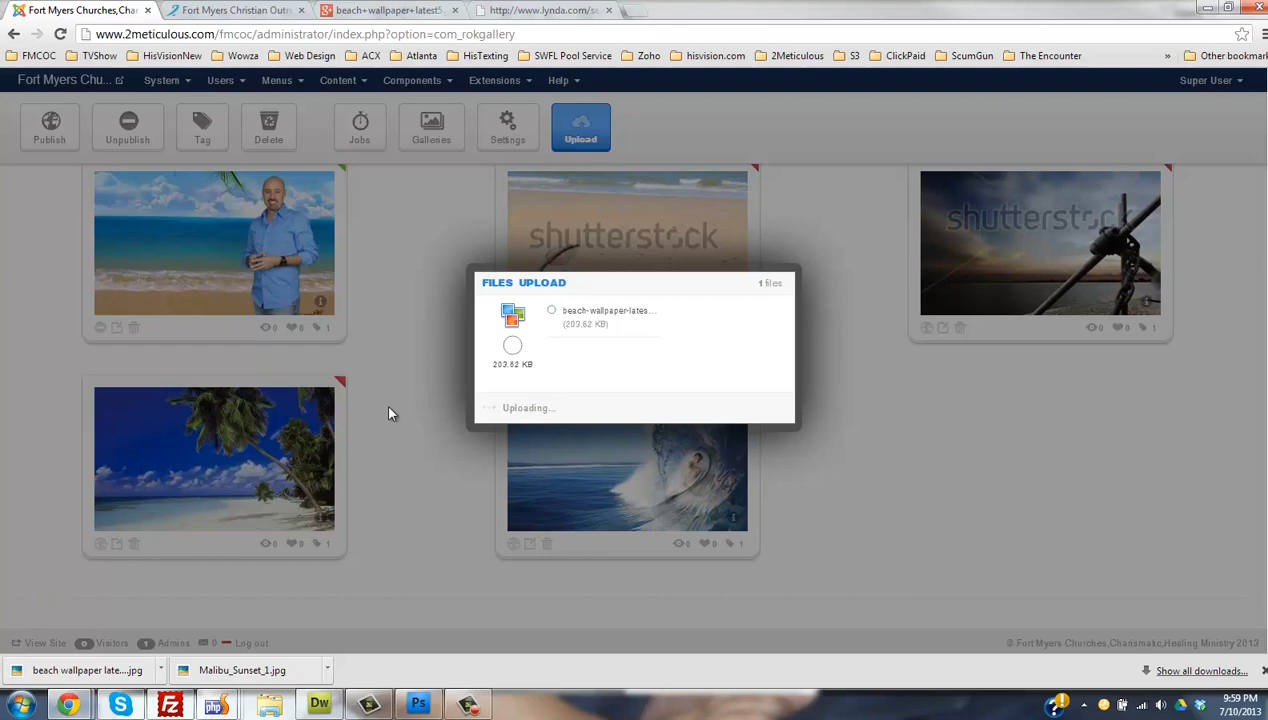 Fort Myers Churches,Cha
Fort Myers Christian Outre
beach+wallpaper+latest5
http://www.lynda.com/se
www.2meticulous.com/fmcoc/administrator/index.php?option=com_rokgallery
FMCOC TVShow HisVisionNew Wowza Web Design ACX Atlanta HisTexting SWFL Pool Service Zoho hisvision.com 2Meticulous S3 ClickPaid ScumGun The Encounter » Other bookmark
Fort Myers Chu... System Users Menus Content Components Extensions Help Super User
Publish Unpublish Tag Delete Jobs Galleries Settings Upload
shutterstock
shutterstock
FILES UPLOAD 1 files
beach-wallpaper-lates...
(203.62 KB)
203.62 KB
Uploading...
0 0 1
0 0 1
0 0 1
0 0 1
View Site 0 Visitors 1 Admins 0 Log out © Fort Myers Churches,Charismatic,Healing Ministry 2013
beach wallpaper late....jpg Malibu_Sunset_1.jpg Show all downloads...
Dw Ps
9:59 PM
7/10/2013